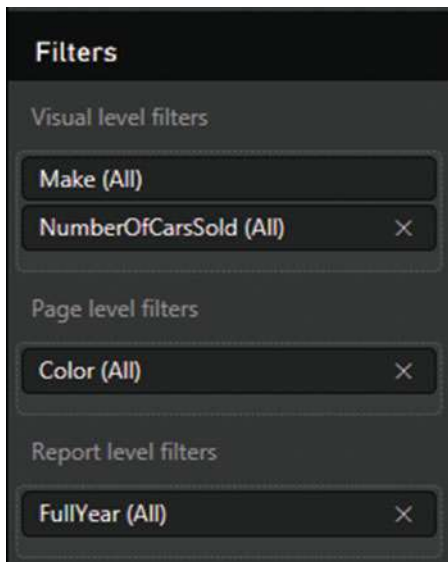 Filters
Visual level filters
Make (All)
NumberOfCarsSold (All)
Page level filters
Color (All)
Report level filters
FullYear (All)